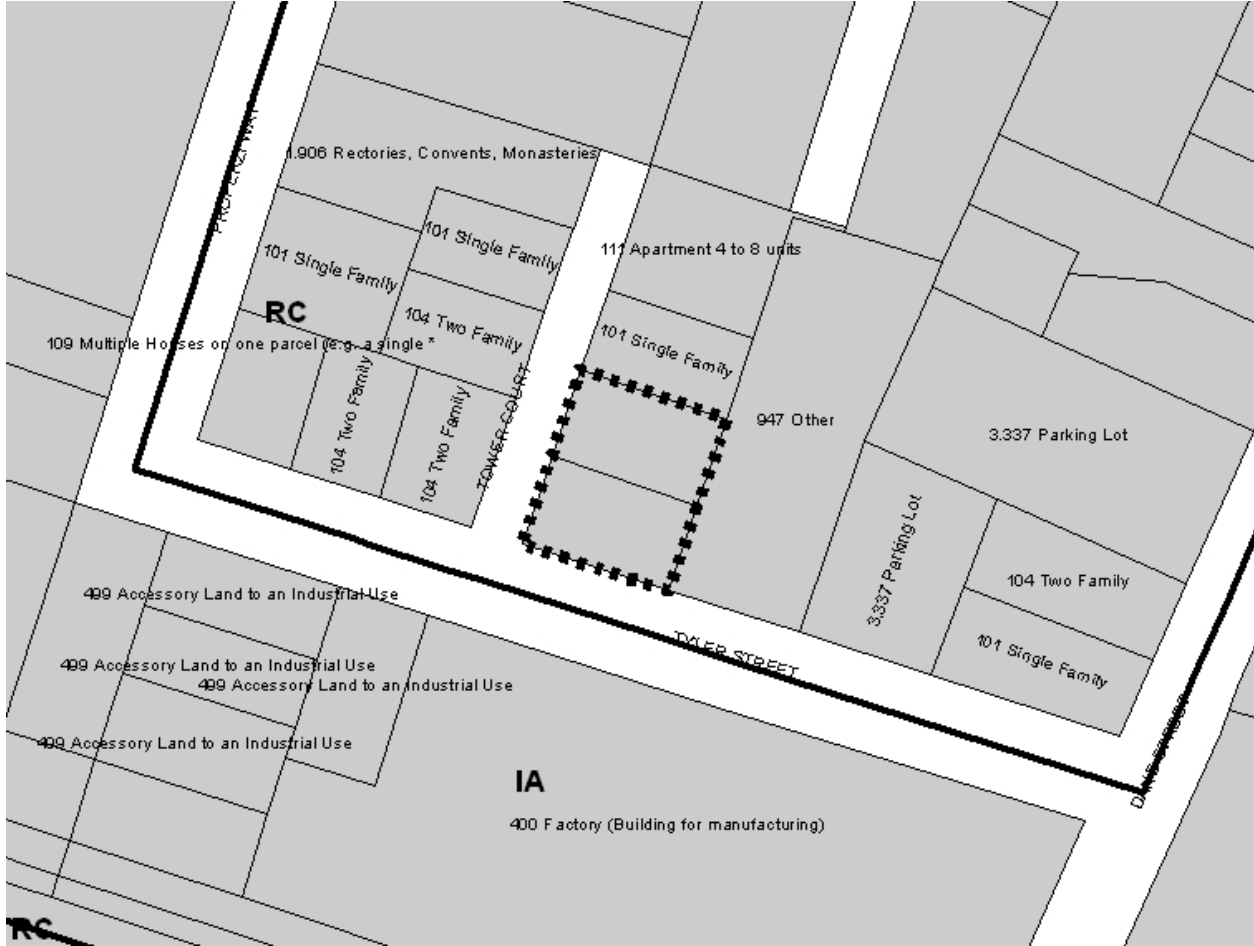 1.906 Rectories, Convents, Monasteries
PROPERZI WAY
101 Single Family
101 Single Family
111 Apartment 4 to 8 units
RC
104 Two Family
109 Multiple Houses on one parcel (e.g. a single *
101 Single Family
104 Two Family
104 Two Family
TOWER COURT
947 Other
3.337 Parking Lot
3.337 Parking Lot
104 Two Family
101 Single Family
499 Accessory Land to an Industrial Use
TYLER STREET
499 Accessory Land to an Industrial Use
499 Accessory Land to an Industrial Use
499 Accessory Land to an Industrial Use
IA
400 Factory (Building for manufacturing)
RC